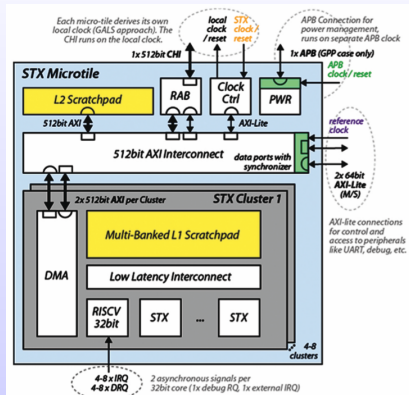 Each micro-tile derives its own
local clock (GALS approach). The
CHI runs on the local clock.
local
clock
/ reset
STX
clock /
reset
APB Connection for
power management,
runs on separate APB clock
1x 512bit CHI
1x APB (GPP case only)
APB
clock / reset
STX Microtile
L2 Scratchpad
RAB
Clock
Ctrl
PWR
512bit AXI
AXI-Lite
reference
clock
512bit AXI Interconnect
data ports with
synchronizer
2x 64bit
AXI-Lite
(M/S)
2x 512bit AXI per Cluster
STX Cluster 1
AXI-lite connections
for control and
access to peripherals
like UART, debug, etc.
Multi-Banked L1 Scratchpad
DMA
Low Latency Interconnect
RISCV
32bit
STX
...
STX
4-8
clusters
4-8 x IRQ
4-8 x DRQ
2 asynchronous signals per
32bit core (1x debug RQ, 1x external IRQ)